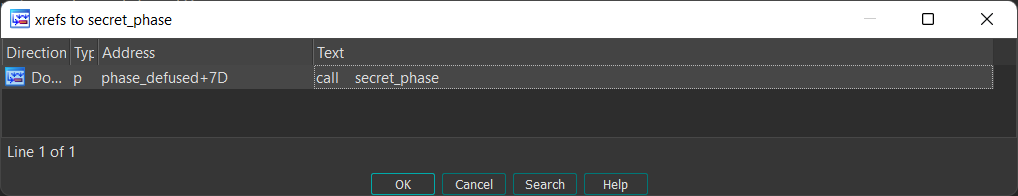 xrefs to secret_phase
Direction Typ Address Text
Do... p phase_defused+7D call secret_phase
Line 1 of 1
OK Cancel Search Help